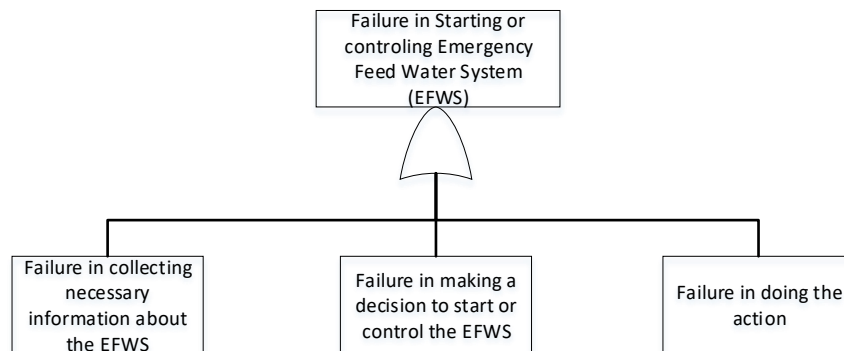 Failure in Starting or
controling Emergency
Feed Water System
(EFWS)
Failure in collecting
necessary
information about
the EFWS
Failure in making a
decision to start or
control the EFWS
Failure in doing the
action